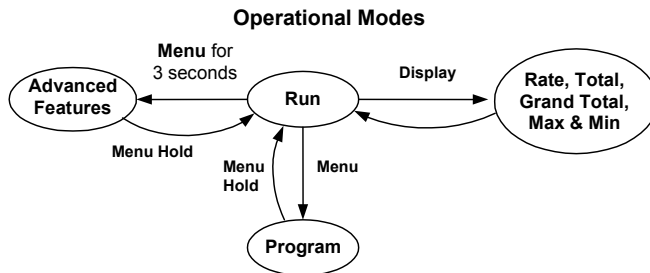 Operational Modes
Menu for
3 seconds
Advanced
Features
Run
Display
Rate, Total,
Grand Total,
Max & Min
Menu Hold
Menu
Hold
Menu
Program